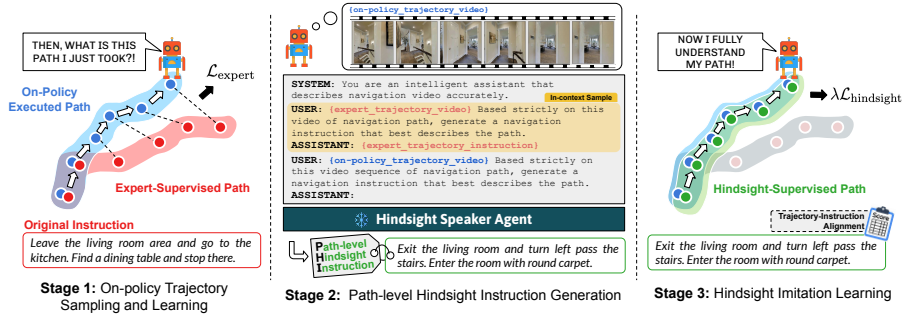 THEN, WHAT IS THIS
PATH I JUST TOOK?!
ℒexpert
On-Policy
Executed Path
Expert-Supervised Path
Original Instruction
Leave the living room area and go to the
kitchen. Find a dining table and stop there.
Stage 1: On-policy Trajectory
Sampling and Learning
{on-policy_trajectory_video}
SYSTEM: You are an intelligent assistant that
describes navigation video accurately.
In-context Sample
USER: {expert_trajectory_video} Based strictly on this
video of navigation path, generate a navigation
instruction that best describes the path.
ASSISTANT: {expert_trajectory_instruction}
USER: {on-policy_trajectory_video} Based strictly on
this video sequence of navigation path, generate a
navigation instruction that best describes the path.
ASSISTANT:
Hindsight Speaker Agent
Path-level
Hindsight
Instruction
Exit the living room and turn left pass the
stairs. Enter the room with round carpet.
Stage 2: Path-level Hindsight Instruction Generation
NOW I FULLY
UNDERSTAND
MY PATH!
λℒhindsight
Hindsight-Supervised Path
Trajectory-Instruction
Alignment
Score
Exit the living room and turn left pass the
stairs. Enter the room with round carpet.
Stage 3: Hindsight Imitation Learning